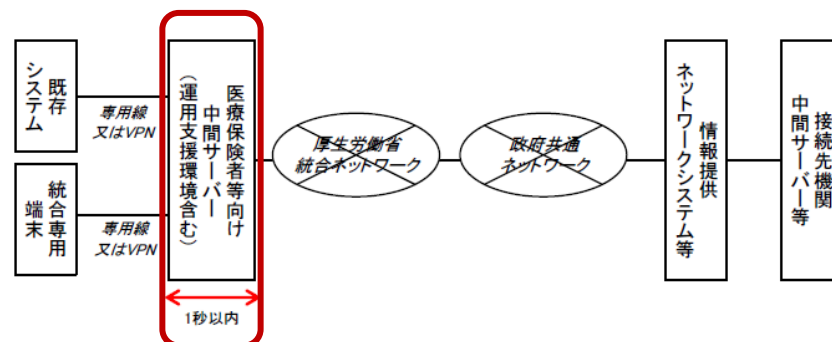 既存
システム
専用線
又はVPN
統合専用
端末
専用線
又はVPN
医療保険者等向け
中間サーバー
（運用支援環境含む）
1秒以内
厚生労働省
統合ネットワーク
政府共通
ネットワーク
情報提供
ネットワークシステム等
接続先機関
中間サーバー等